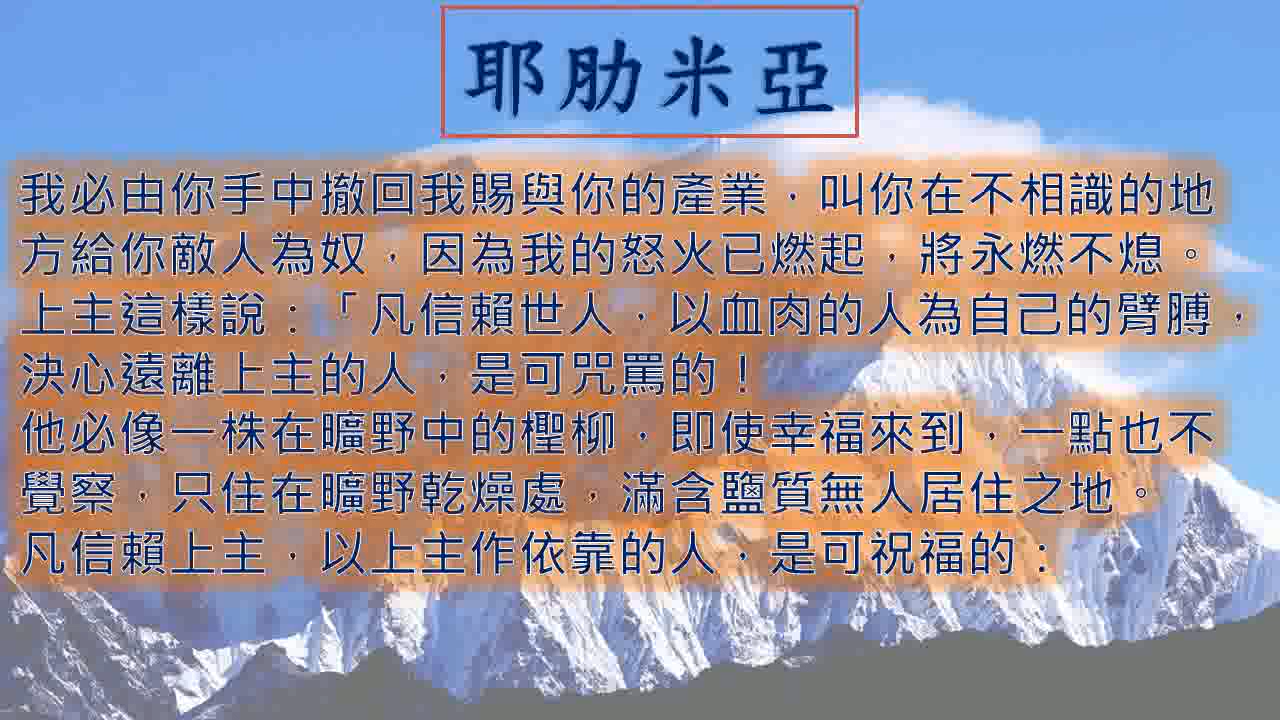 耶肋米亞
我必由你手中撤回我賜與你的產業，叫你在不相識的地
方給你敵人為奴，因為我的怒火已燃起，將永燃不熄。
上主這樣說：「凡信賴世人，以血肉的人為自己的臂膊，
決心遠離上主的人，是可咒罵的！
他必像一株在曠野中的檉柳，即使幸福來到，一點也不
覺察，只住在曠野乾燥處，滿含鹽質無人居住之地。
凡信賴上主，以上主作依靠的人，是可祝福的：